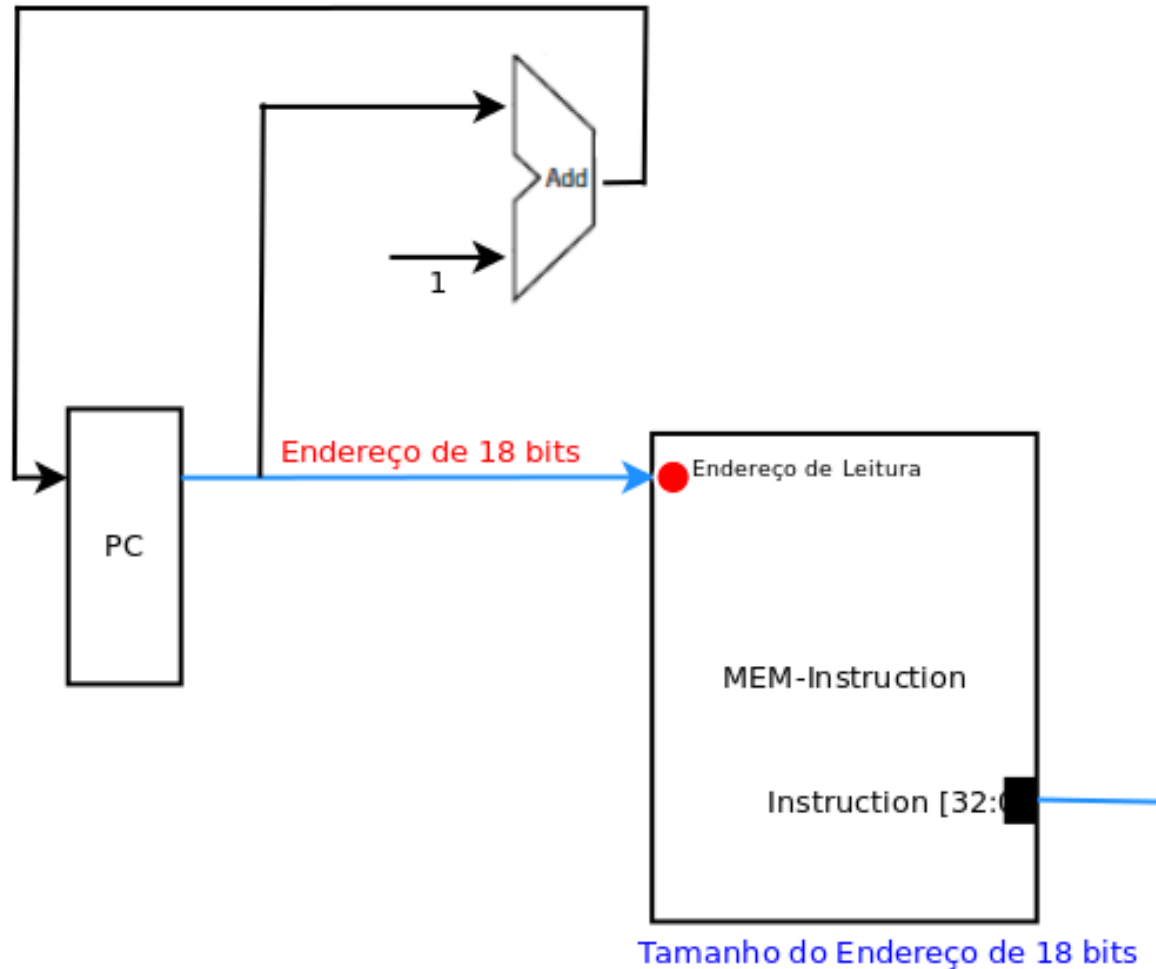 Add
1
Endereço de 18 bits
Endereço de Leitura
PC
MEM-Instruction
Instruction [32:
Tamanho do Endereço de 18 bits